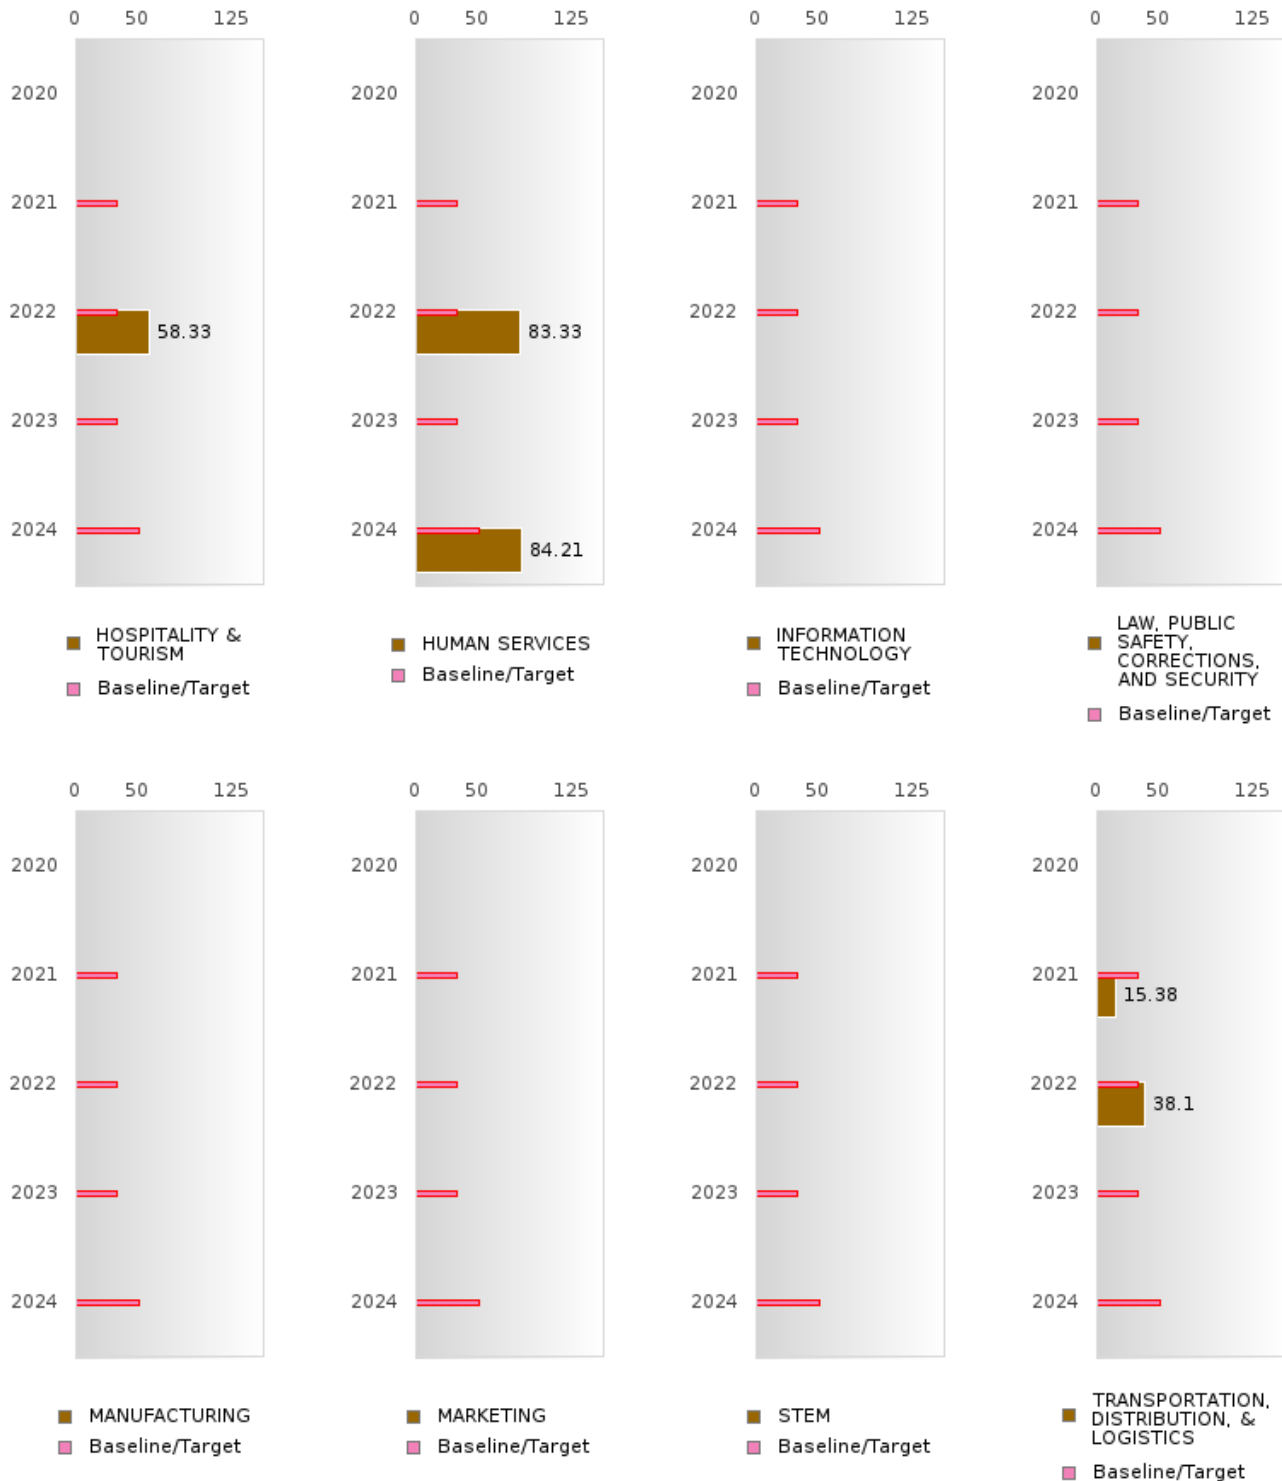 0 50 125 0 50 125 0 50 125 0 50 125
2020 2020 2020 2020
2021 2021 2021 2021
2022 2022 2022 2022
58.33 83.33
2023 2023 2023 2023
2024 2024 2024 2024
84.21
HOSPITALITY &
TOURISM
Baseline/Target
HUMAN SERVICES
Baseline/Target
INFORMATION
TECHNOLOGY
Baseline/Target
LAW, PUBLIC
SAFETY,
CORRECTIONS,
AND SECURITY
Baseline/Target
0 50 125 0 50 125 0 50 125 0 50 125
2020 2020 2020 2020
2021 2021 2021 2021
15.38
2022 2022 2022 2022
38.1
2023 2023 2023 2023
2024 2024 2024 2024
MANUFACTURING
Baseline/Target
MARKETING
Baseline/Target
STEM
Baseline/Target
TRANSPORTATION,
DISTRIBUTION, &
LOGISTICS
Baseline/Target